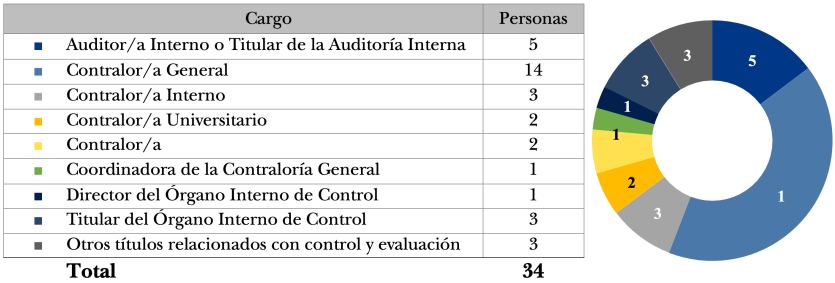 Cargo Personas
Auditor/a Interno o Titular de la Auditoría Interna 5
Contralor/a General 14
Contralor/a Interno 3
Contralor/a Universitario 2
Contralor/a 2
Coordinadora de la Contraloría General 1
Director del Órgano Interno de Control 1
Titular del Órgano Interno de Control 3
Otros títulos relacionados con control y evaluación 3
Total 34
5
1
3
2
1
1
3
3